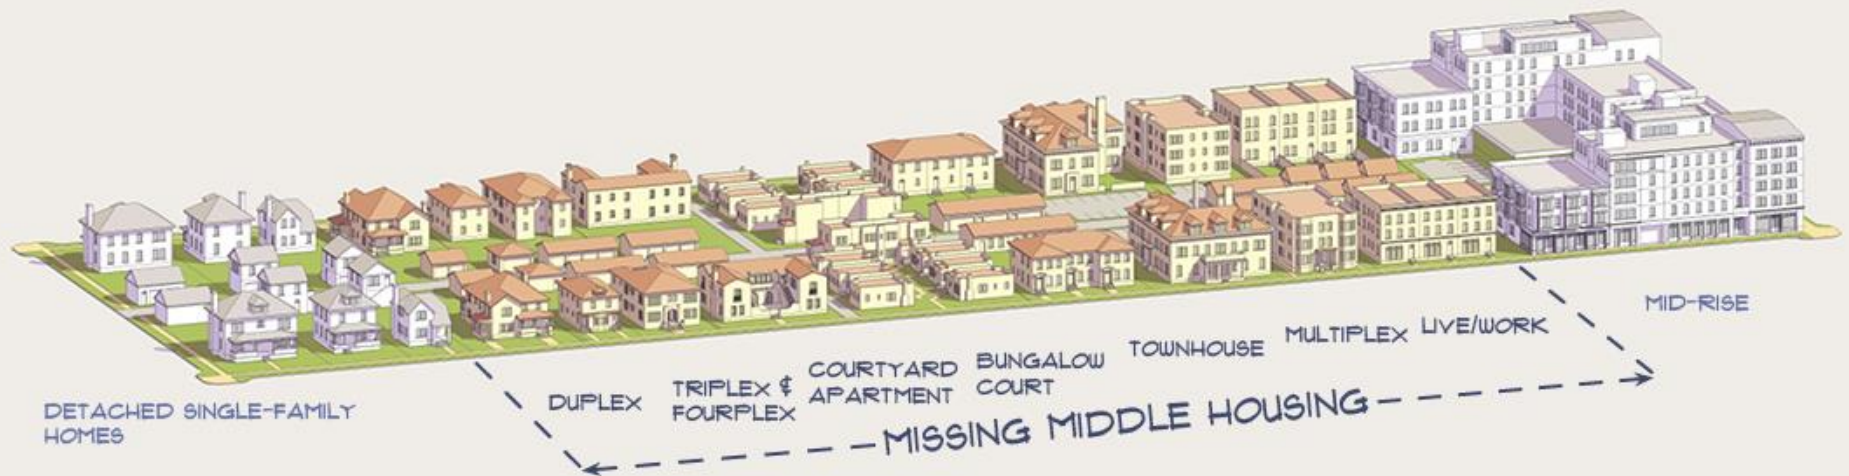 DETACHED SINGLE-FAMILY
HOMES
DUPLEX
TRIPLEX &
FOURPLEX
COURTYARD
APARTMENT
BUNGALOW
COURT
TOWNHOUSE
MULTIPLEX
LIVE/WORK
MID-RISE
MISSING MIDDLE HOUSING